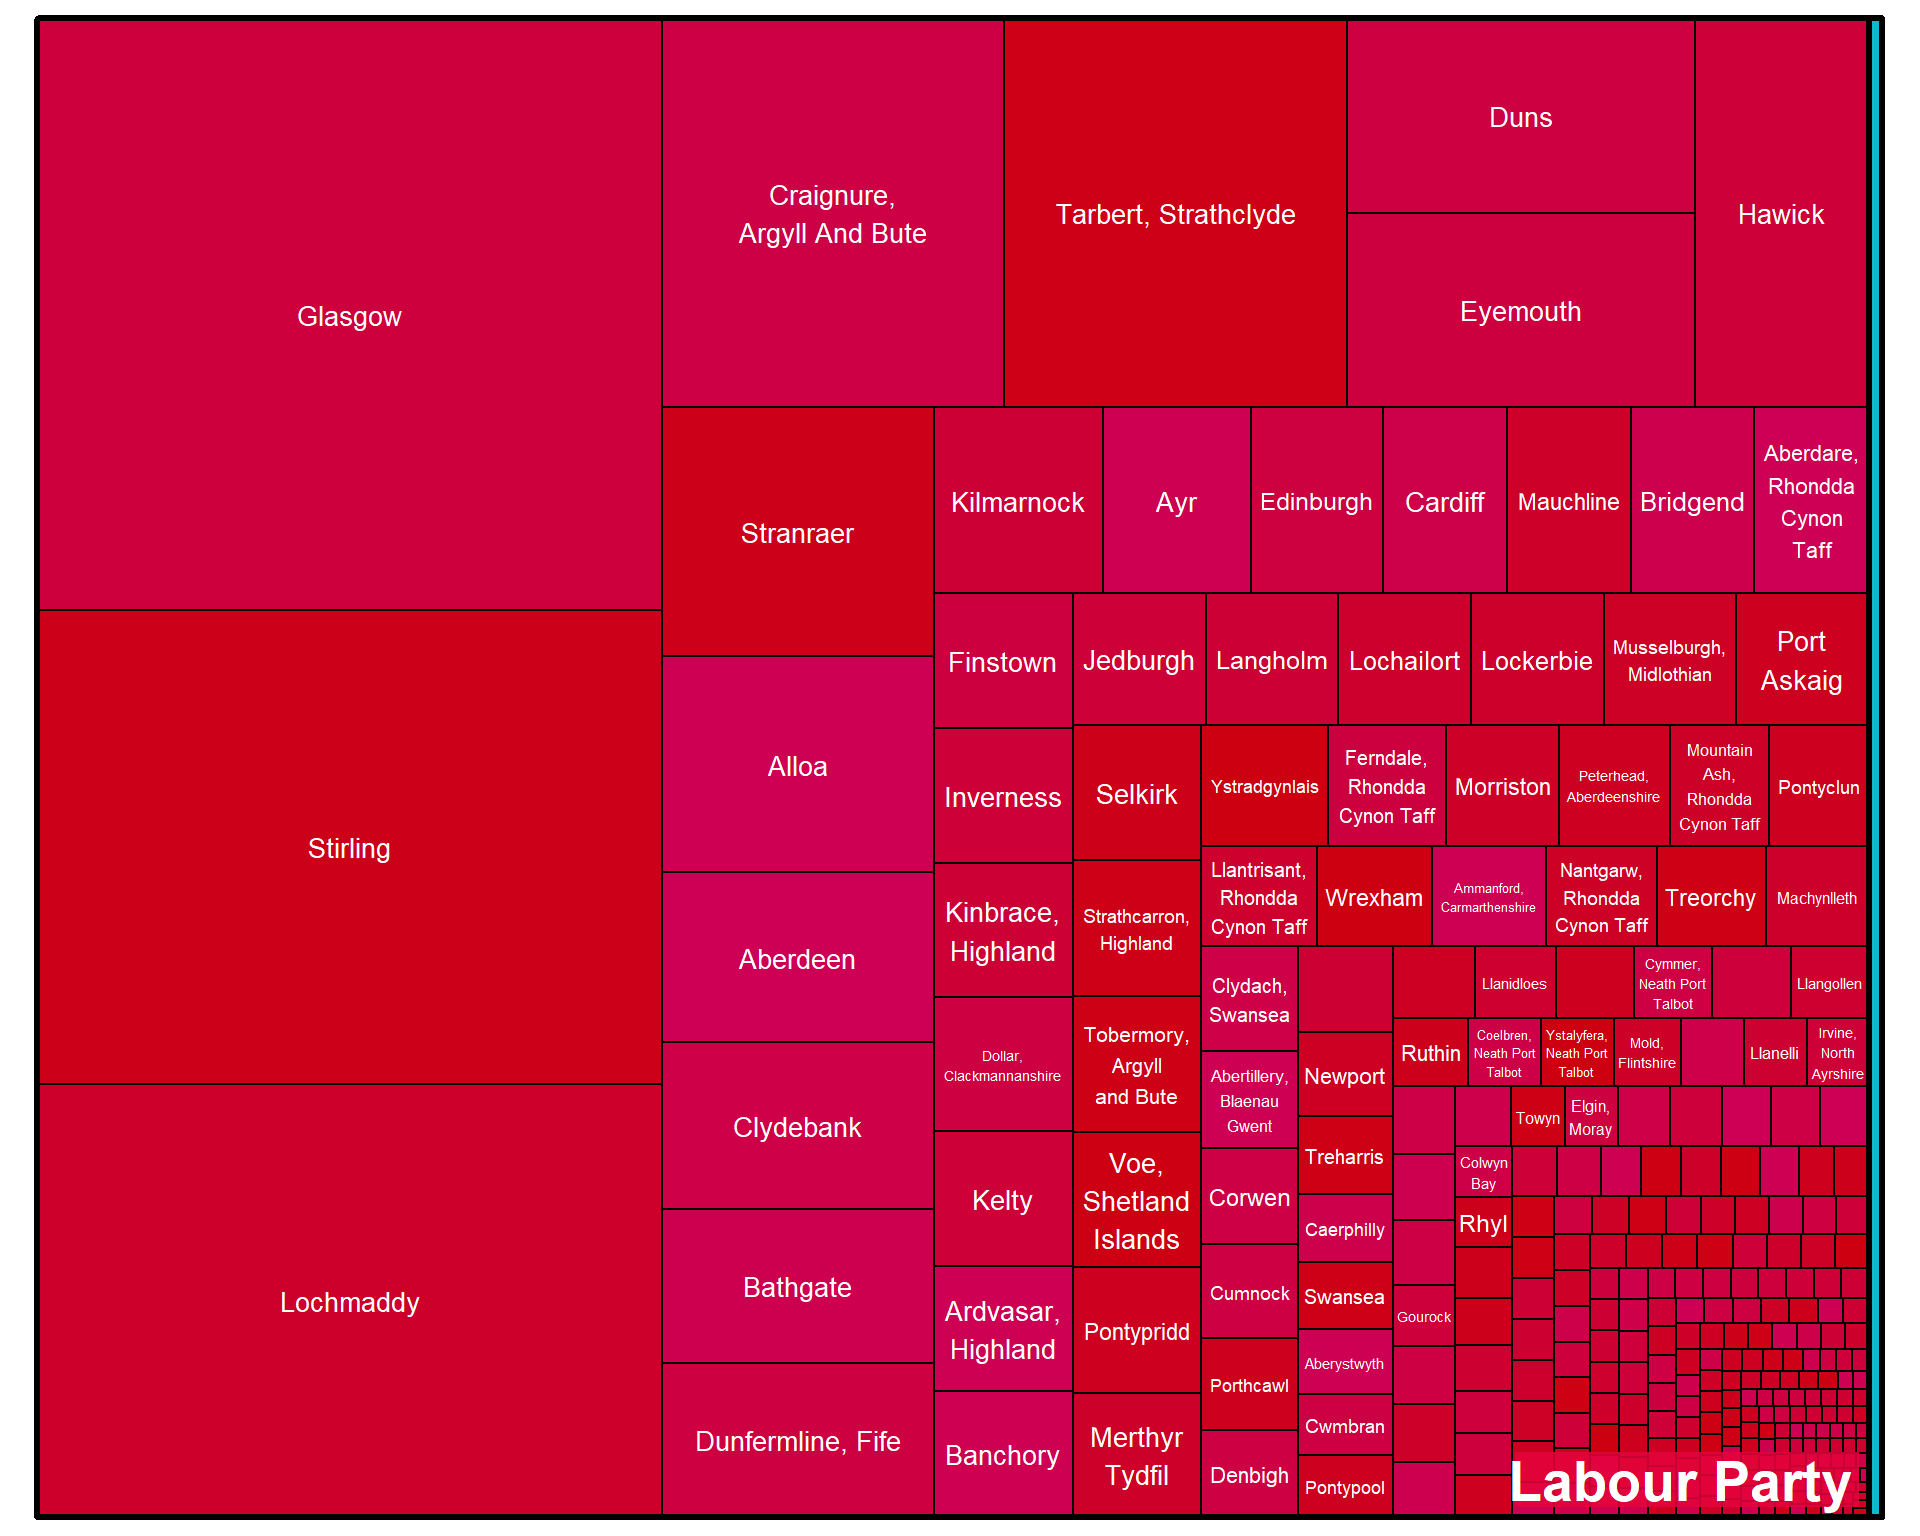 Glasgow
Stirling
Lochmaddy
Craignure,
Argyll And Bute
Tarbert, Strathclyde
Duns
Eyemouth
Hawick
Stranraer
Alloa
Aberdeen
Clydebank
Bathgate
Dunfermline, Fife
Kilmarnock
Ayr
Edinburgh
Cardiff
Mauchline
Bridgend
Aberdare,
Rhondda
Cynon
Taff
Finstown
Inverness
Kinbrace,
Highland
Dollar,
Clackmannanshire
Kelty
Ardvasar,
Highland
Banchory
Jedburgh
Langholm
Lochailort
Lockerbie
Musselburgh,
Midlothian
Port
Askaig
Selkirk
Strathcarron,
Highland
Tobermory,
Argyll
and Bute
Voe,
Shetland
Islands
Pontypridd
Merthyr
Tydfil
Ystradgynlais
Ferndale,
Rhondda
Cynon Taff
Morriston
Peterhead,
Aberdeenshire
Mountain
Ash,
Rhondda
Cynon Taff
Pontyclun
Llantrisant,
Rhondda
Cynon Taff
Wrexham
Ammanford,
Carmarthenshire
Nantgarw,
Rhondda
Cynon Taff
Treorchy
Machynlleth
Clydach,
Swansea
Abertillery,
Blaenau
Gwent
Corwen
Cumnock
Porthcawl
Denbigh
Newport
Treharris
Caerphilly
Swansea
Aberystwyth
Cwmbran
Pontypool
Llanidloes
Cymmer,
Neath Port
Talbot
Llangollen
Ruthin
Coelbren,
Neath Port
Talbot
Ystalyfera,
Neath Port
Talbot
Mold,
Flintshire
Llanelli
Irvine,
North
Ayrshire
Gourock
Towyn
Elgin,
Moray
Colwyn
Bay
Rhyl
Labour Party